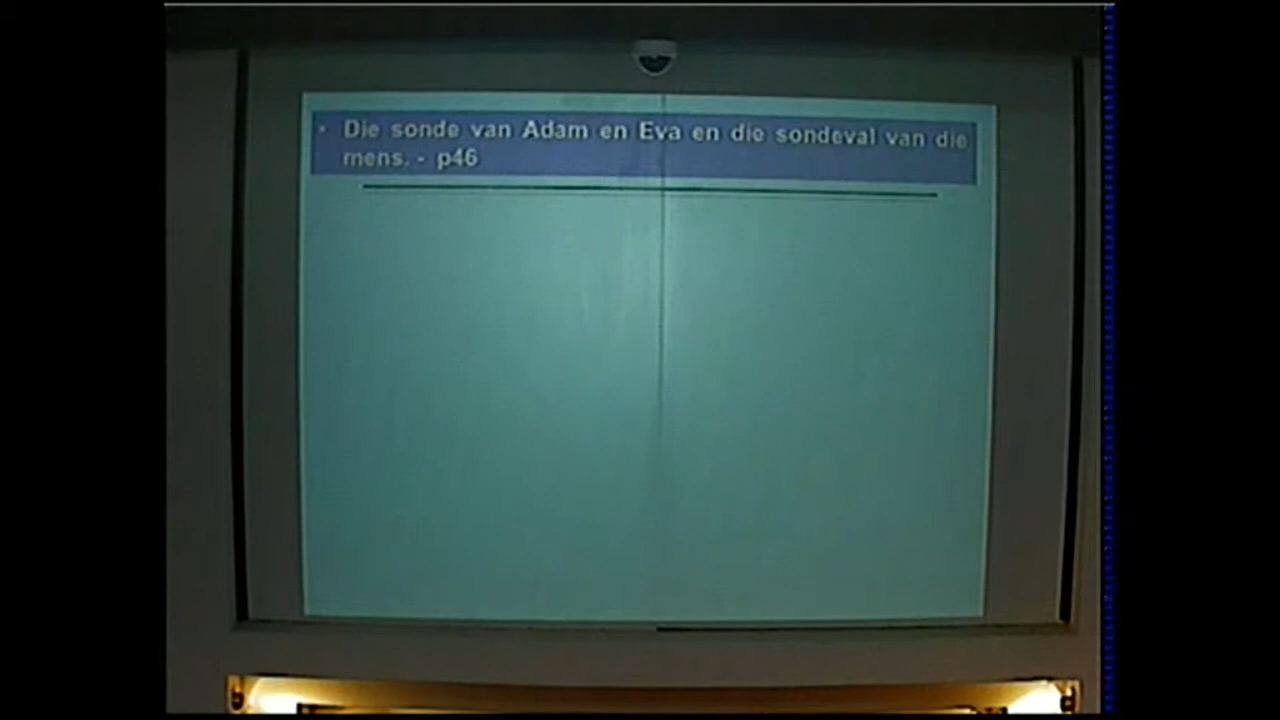 • Die sonde van Adam en Eva en die sondeval van die
mens. - p46